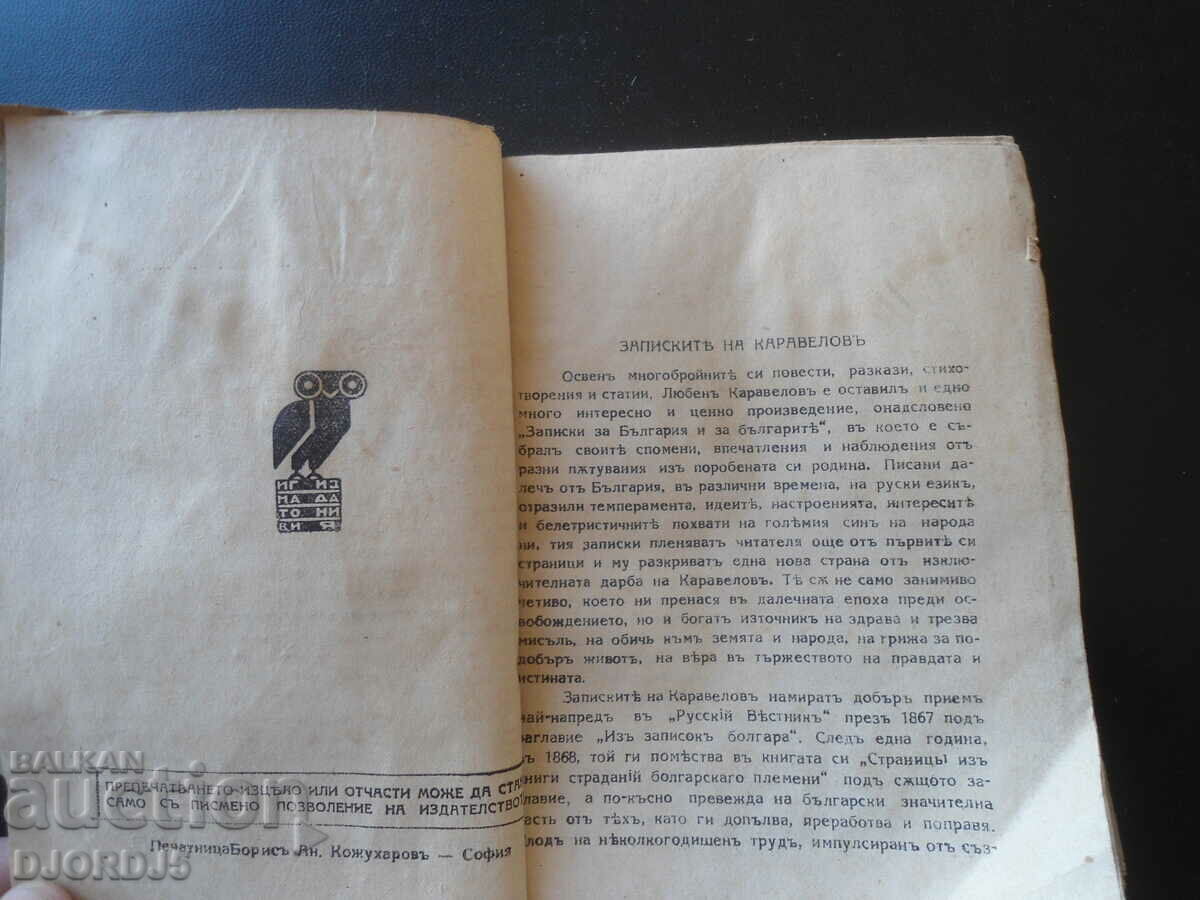 ИГ ИЗ
НА ДА
ТО НИ
ВИ Я
ПРЕПЕЧАТВАНЕТО ИЗЦѢЛО ИЛИ ОТЧАСТИ МОЖЕ ДА
САМО СЪ ПИСМЕНО ПОЗВОЛЕНИЕ НА
Печатница Борисъ Ан. Кожухаровъ — София
ЗАПИСКИТѢ НА КАРАВЕЛОВЪ
Освенъ многобройнитѣ си повести, разкази, стихо-
творения и статии, Любенъ Каравеловъ е оставилъ и едно
много интересно и ценно произведение, онадсловено
„Записки за България и за българитѣ“, въ което е съ-
бралъ своитѣ спомени, впечатления и наблюдения отъ
разни пѫтувания изъ поробената си родина. Писани да-
лечъ отъ България, въ различни времена, на руски езикъ,
отразили темперамента, идеитѣ, настроенията, интереситѣ
и белетристичнитѣ похвати на голѣмия синъ на народа
ни, тия записки пленяватъ читателя още отъ първитѣ си
страници и му разкриватъ една нова страна отъ изклю-
чителната дарба на Каравеловъ. Тѣ сѫ не само занимиво
четиво, което ни пренася въ далечната епоха преди ос-
вобождението, но и богатъ източникъ на здрава и трезва
мисъль, на обичь къмъ земята и народа, на грижа за по-
добъръ животъ, на вѣра въ тържеството на правдата и
истината.
Запискитѣ на Каравеловъ намиратъ добъръ приемъ
най-напредъ въ „Русскій Вѣстникъ“ презъ 1867 подъ
заглавие „Изъ записокъ болгара“. Следъ една година,
въ 1868, той ги помѣства въ книгата си „Страницы изъ
книги страданій болгарскаго племени“ подъ сѫщото за-
главие, а по-късно превежда на български значителна
часть отъ тѣхъ, като ги допълва, преработва и поправя.
Плодъ на нѣколкогодишенъ трудъ, импулсиранъ отъ съз-
BALKAN
auction
DJORDJ5